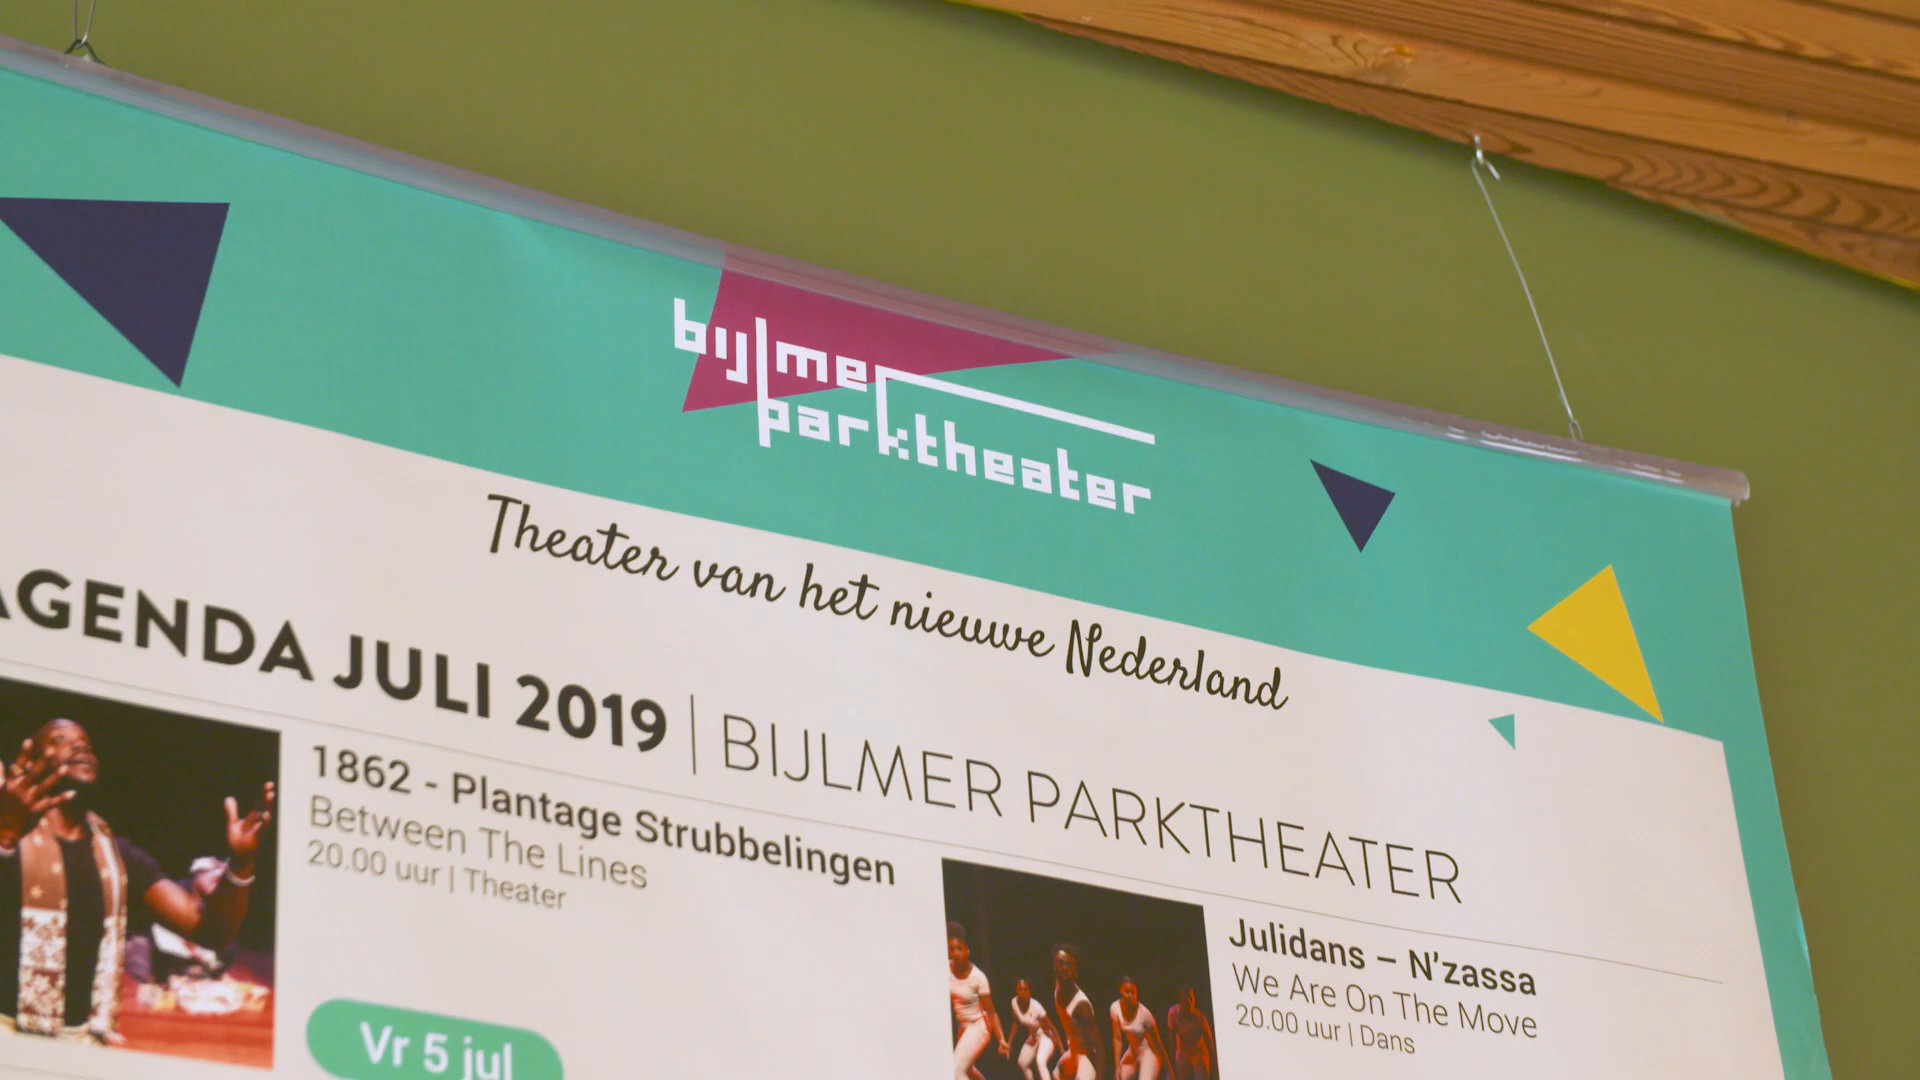 bijlmer
parktheater
Theater van het nieuwe Nederland
AGENDA JULI 2019 | BIJLMER PARKTHEATER
1862 - Plantage Strubbelingen
Between The Lines
20.00 uur | Theater
Vr 5 jul
Julidans – N'zassa
We Are On The Move
20.00 uur | Dans